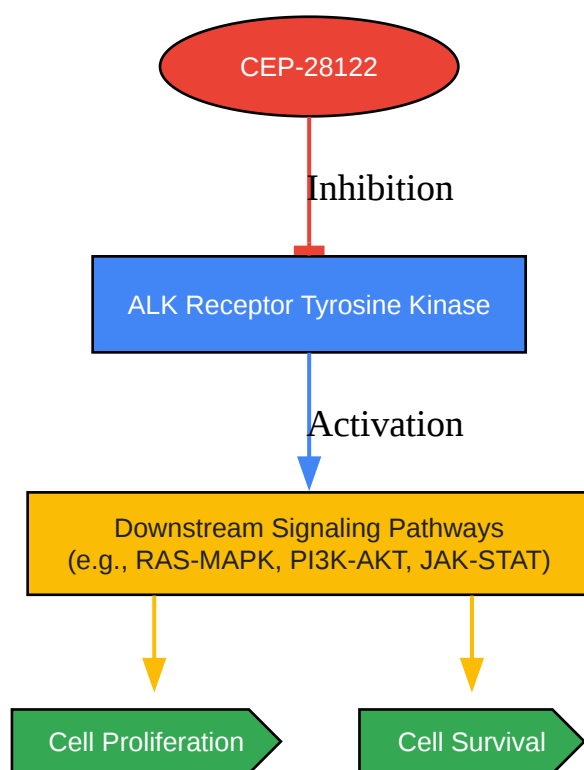 CEP-28122
Inhibition
ALK Receptor Tyrosine Kinase
Activation
Downstream Signaling Pathways
(e.g., RAS-MAPK, PI3K-AKT, JAK-STAT)
Cell Proliferation
Cell Survival